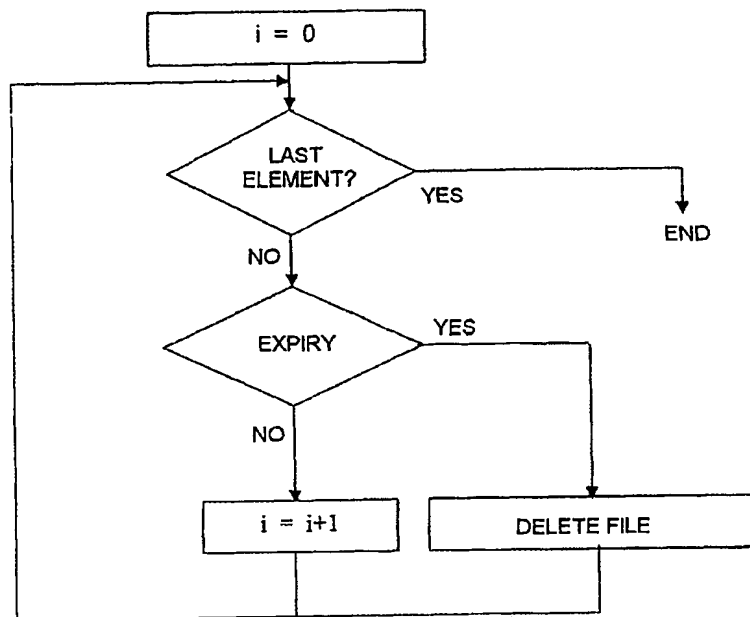 i = 0
LAST
ELEMENT?
YES
END
NO
EXPIRY
YES
NO
i = i+1
DELETE FILE